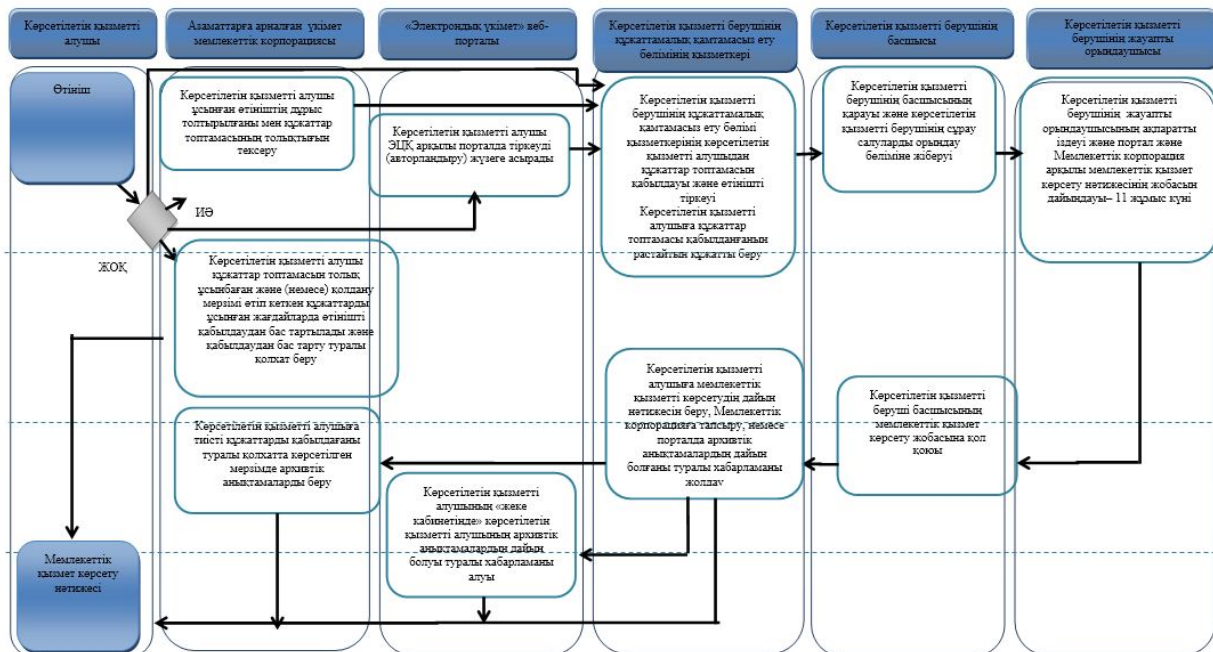 Көрсетілетін қызметті
алушы
Азаматтарға арналған үкімет
мемлекеттік корпорациясы
«Электрондық үкімет» веб-
порталы
Көрсетілетін қызметті берушінің
құжаттамалық қамтамасыз ету
бөлімінің қызметкері
Көрсетілетін қызметті берушінің
басшысы
Көрсетілетін қызметті
берушінің жауапты
орындаушысы
Өтініш
Көрсетілетін қызметті алушы
ұсынған өтініштің дұрыс
толтырылғаны мен құжаттар
топтамасының толықтығын
тексеру
Көрсетілетін қызметті алушы
ЭЦҚ арқылы порталда тіркеуді
(авторландыру) жүзеге асырады
Көрсетілетін қызметті
берушінің құжаттамалық
қамтамасыз ету бөлімі
қызметкерінің көрсетілетін
қызметті алушыдан
құжаттар топтамасын
қабылдауы және өтінішті
тіркеуі
Көрсетілетін қызметті
алушыға құжаттар
топтамасы қабылданғанын
растайтын құжатты беру
Көрсетілетін қызметті
берушінің басшысының
қарауы және көрсетілетін
қызметті берушінің сұрау
салуларды орындау
бөліміне жіберуі
Көрсетілетін қызметті
берушінің жауапты
орындаушысының ақпаратты
іздеуі және портал және
Мемлекеттік корпорация
арқылы мемлекеттік қызмет
көрсету нәтижесінің жобасын
дайындауы– 11 жұмыс күні
ИӘ
ЖОҚ
Көрсетілетін қызметті алушы
құжаттар топтамасын толық
ұсынбаған және (немесе) қолдану
мерзімі өтіп кеткен құжаттарды
ұсынған жағдайларда өтінішті
қабылдаудан бас тартылады және
қабылдаудан бас тарту туралы
қолхат беру
Көрсетілетін қызметті
алушыға мемлекеттік
қызметті көрсетудің дайын
нәтижесін беру, Мемлекеттік
корпорацияға тапсыру, немесе
порталда архивтік
анықтамалардың дайын
болғаны туралы хабарламаны
жолдау
Көрсетілетін қызметті
беруші басшысының
мемлекеттік қызмет
көрсету жобасына қол
қоюы
Көрсетілетін қызметті алушыға
тиісті құжаттарды қабылдағаны
туралы қолхатта көрсетілген
мерзімде архивтік
анықтамаларды беру
Көрсетілетін қызметті
алушының «жеке
кабинетінде» көрсетілетін
қызметті алушының архивтік
анықтамалардың дайын
болуы туралы хабарламаны
алуы
Мемлекеттік
қызмет көрсету
нәтижесі